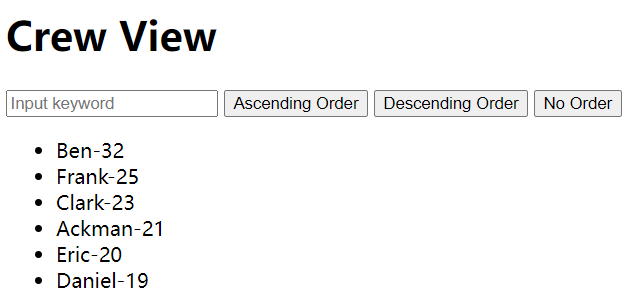 Crew View
Input keyword Ascending Order Descending Order No Order
Ben-32
Frank-25
Clark-23
Ackman-21
Eric-20
Daniel-19